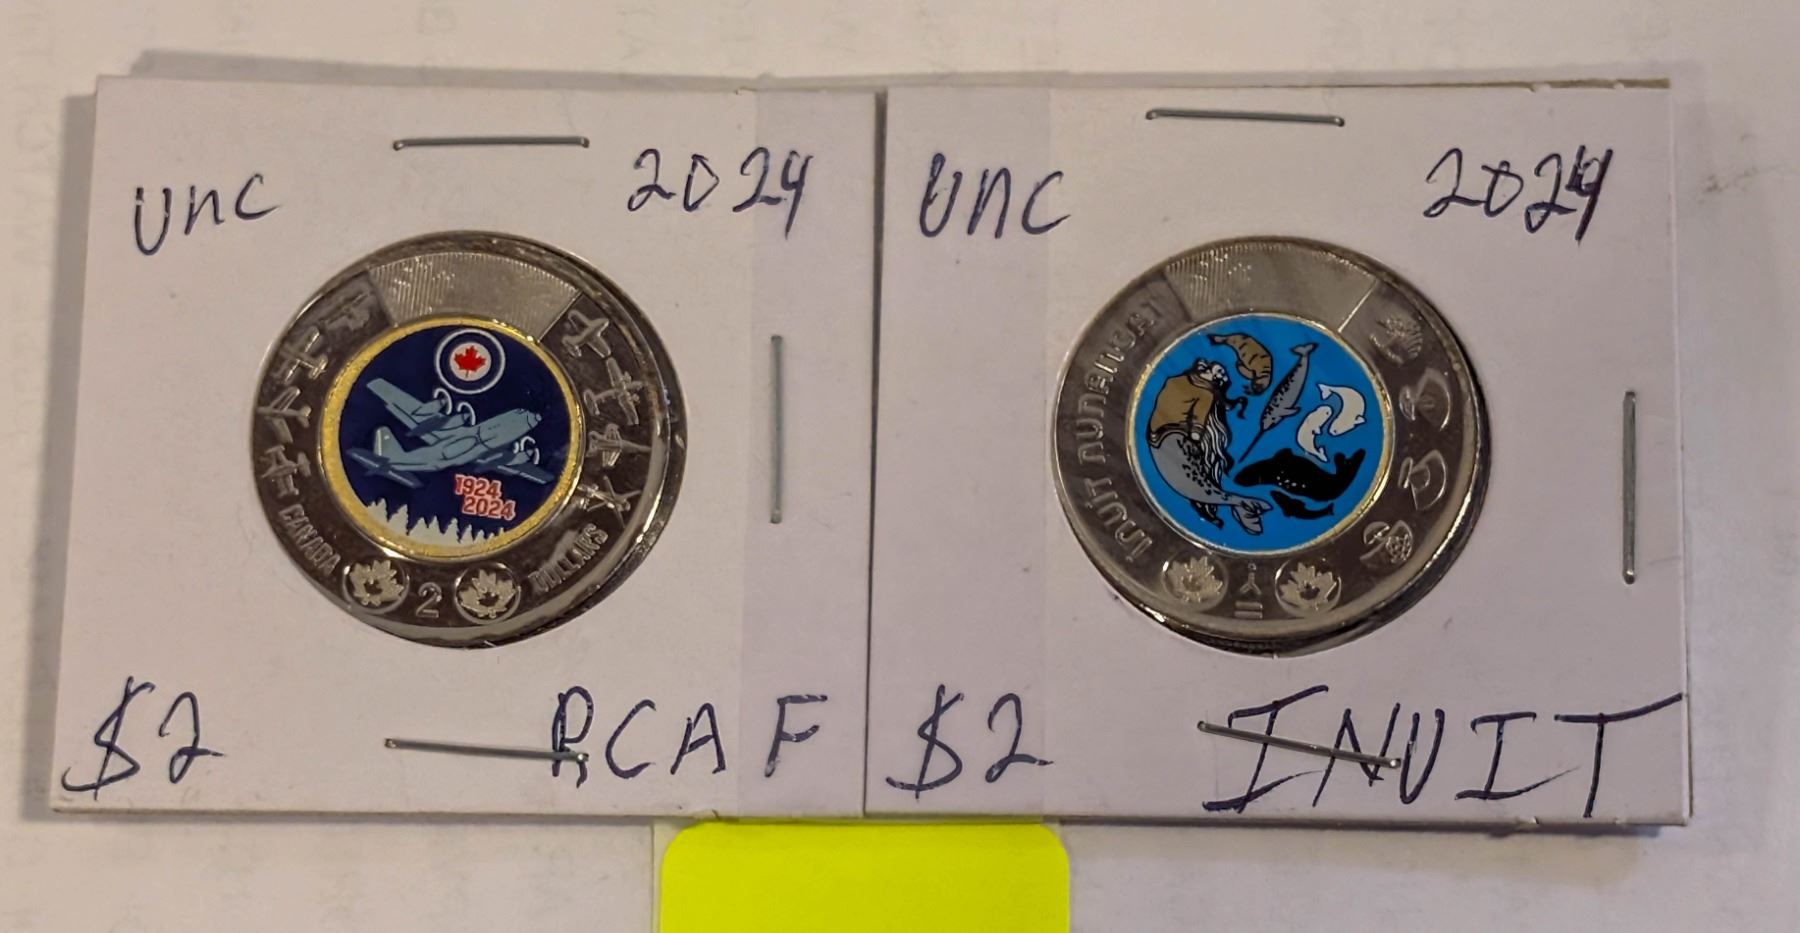 UNC 2024
1924
2024
CANADA 2 DOLLARS
$2 RCAF
UNC 2024
INUIT NUNANGAT
$2 INUIT